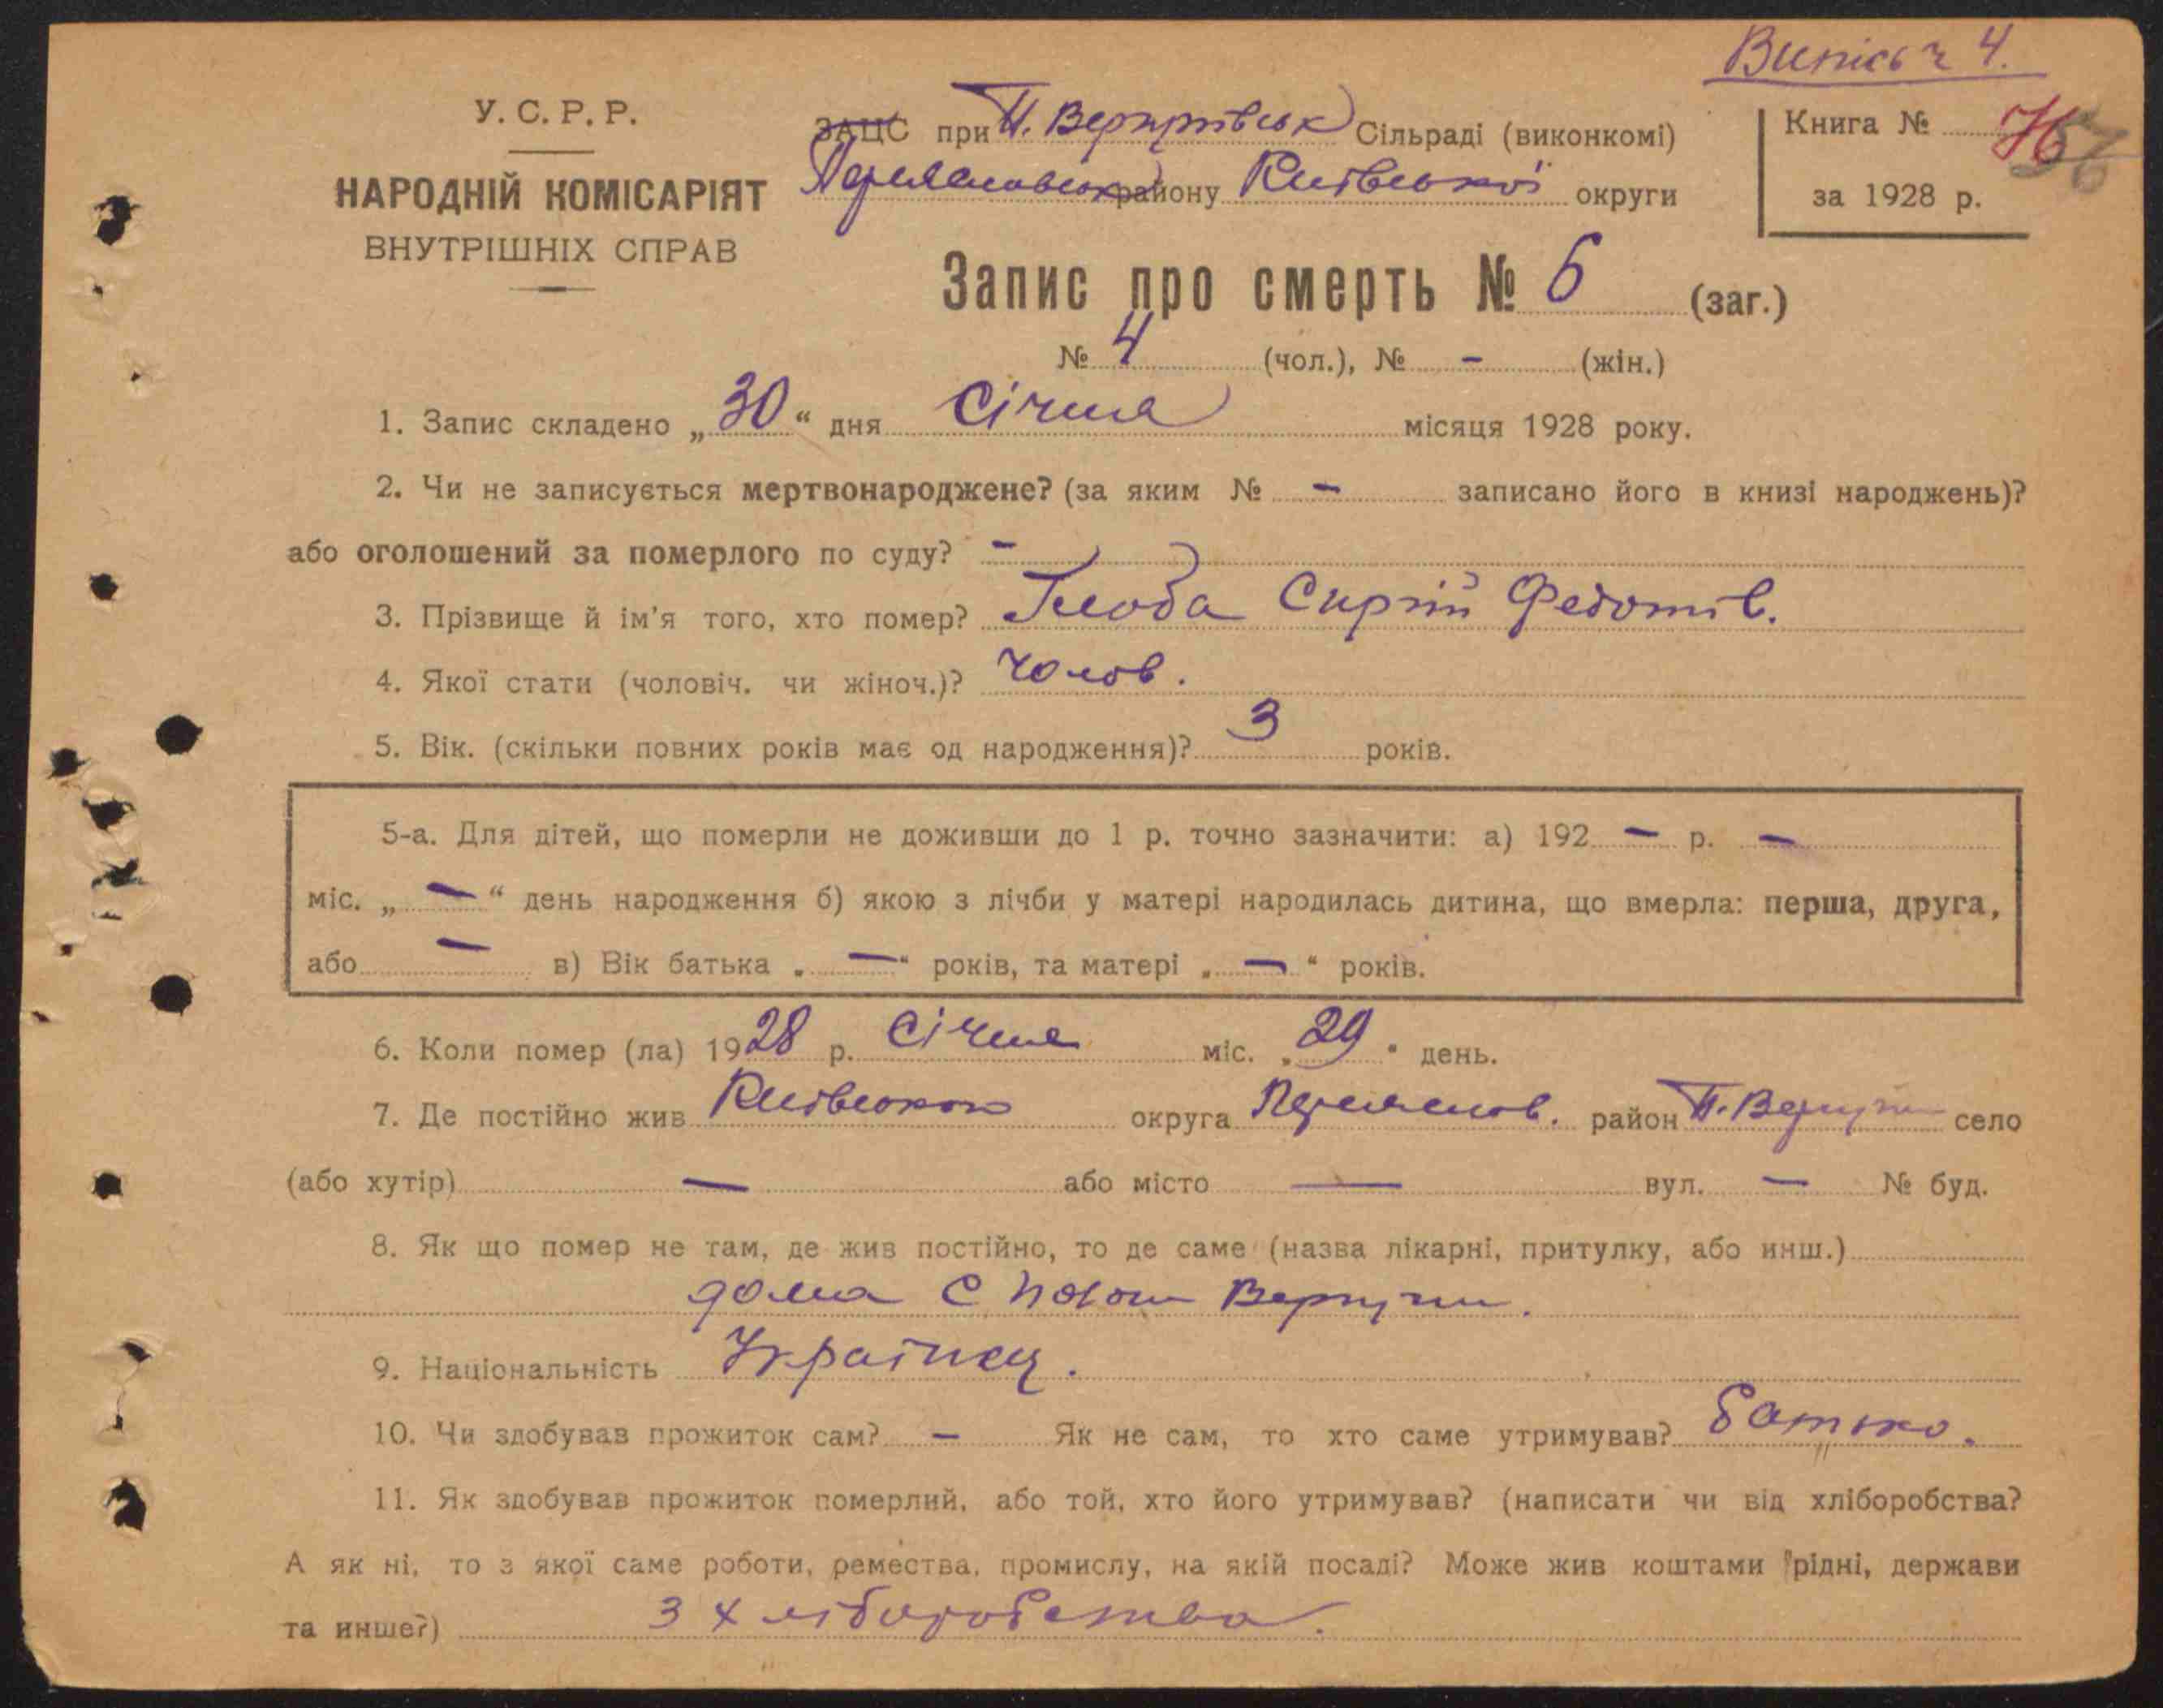 Випись ч 4.
У. С. Р. Р.
НАРОДНІЙ КОМІСАРІЯТ
ВНУТРІШНІХ СПРАВ
ЗАЦС при П. Сільраді (виконкомі)
району Київської округи
Книга №
за 1928 р.
Запис про смерть № 6 (заг.)
№ 4 (чол.), № - (жін.)
1. Запис складено „30“ дня Січня місяця 1928 року.
2. Чи не записується мертвонароджене? (за яким № - записано його в книзі народжень)?
або оголошений за померлого по суду? -
3. Прізвище й ім'я того, хто помер? Глоба Сиргій Федотів.
4. Якої стати (чоловіч. чи жіноч.)? Чолов.
5. Вік. (скільки повних років має од народження)? 3 років.
5-а. Для дітей, що померли не доживши до 1 р. точно зазначити: а) 192 - р. -
міс. „ - “ день народження б) якою з лічби у матері народилась дитина, що вмерла: перша, друга,
або - в) Вік батька „ - “ років, та матері „ - “ років.
6. Коли помер (ла) 1928 р. Січня міс. „29“ день.
7. Де постійно жив округа район село
(або хутір) - або місто - вул. - № буд.
8. Як що помер не там, де жив постійно, то де саме (назва лікарні, притулку, або инш.)
дома с
9. Національність Українец.
10. Чи здобував прожиток сам? - Як не сам, то хто саме утримував? Батько.
11. Як здобував прожиток померлий, або той, хто його утримував? (написати чи від хліборобства?
А як ні, то з якої саме роботи, ремества, промислу, на якій посаді? Може жив коштами рідні, держави
та инше?) З хліборобства.